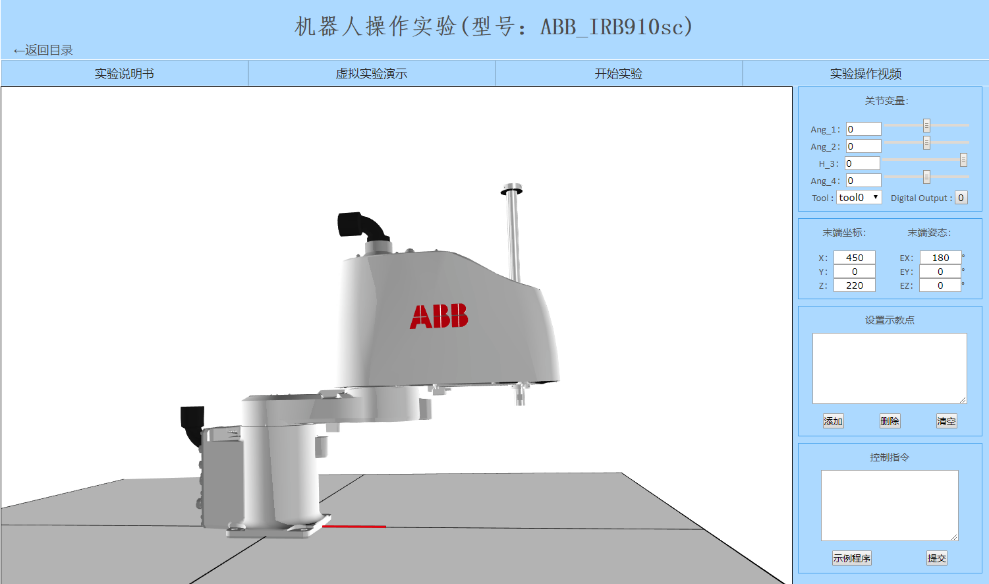 机器人操作实验(型号：ABB_IRB910sc)
←返回目录
实验说明书
虚拟实验演示
开始实验
实验操作视频
ABB
关节变量:
Ang_1: 0
Ang_2: 0
H_3: 0
Ang_4: 0
Tool : tool0 Digital Output : 0
末端坐标: 末端姿态:
X: 450 EX: 180 °
Y: 0 EY: 0 °
Z: 220 EZ: 0 °
设置示教点
添加 删除 清空
控制指令
示例程序 提交